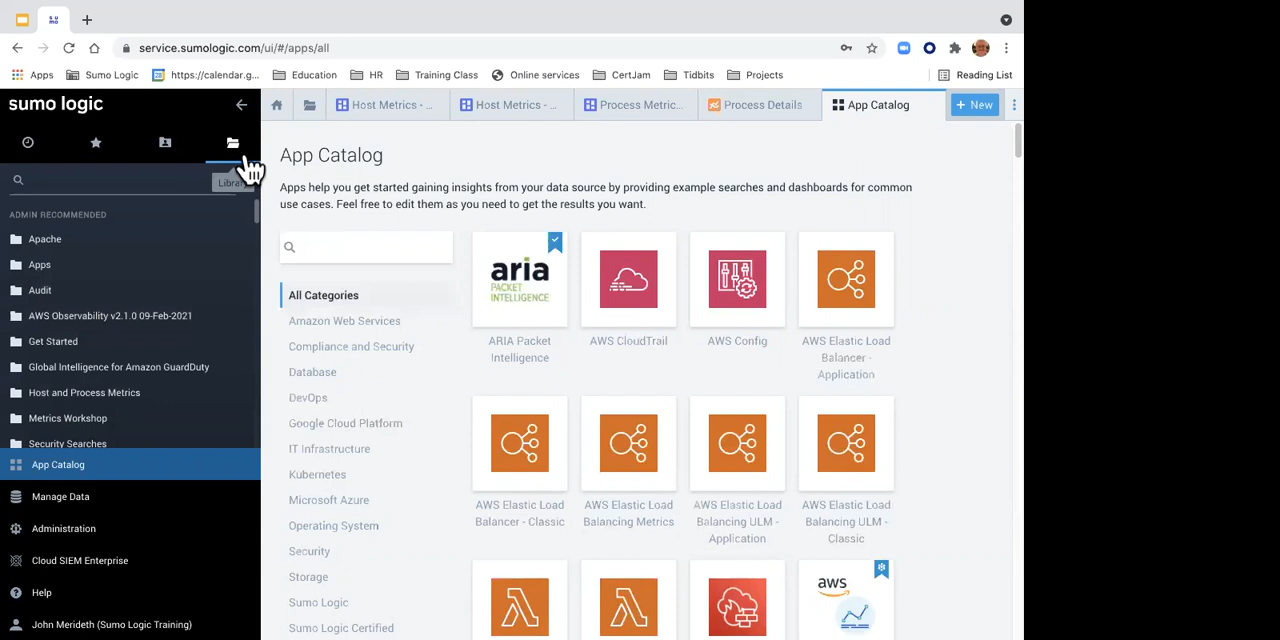 service.sumologic.com/ui/#/apps/all
Apps
Sumo Logic
https://calendar.g...
Education
HR
Training Class
Online services
CertJam
Tidbits
Projects
Reading List
sumo logic
Host Metrics - ...
Host Metrics - ...
Process Metric...
Process Details
App Catalog
+ New
Library
ADMIN RECOMMENDED
Apache
Apps
Audit
AWS Observability v2.1.0 09-Feb-2021
Get Started
Global Intelligence for Amazon GuardDuty
Host and Process Metrics
Metrics Workshop
Security Searches
App Catalog
Manage Data
Administration
Cloud SIEM Enterprise
Help
John Merideth (Sumo Logic Training)
App Catalog
Apps help you get started gaining insights from your data source by providing example searches and dashboards for common
use cases. Feel free to edit them as you need to get the results you want.
All Categories
Amazon Web Services
Compliance and Security
Database
DevOps
Google Cloud Platform
IT Infrastructure
Kubernetes
Microsoft Azure
Operating System
Security
Storage
Sumo Logic
Sumo Logic Certified
aria
PACKET
INTELLIGENCE
ARIA Packet
Intelligence
AWS CloudTrail
AWS Config
AWS Elastic Load
Balancer -
Application
AWS Elastic Load
Balancer - Classic
AWS Elastic Load
Balancing Metrics
AWS Elastic Load
Balancing ULM -
Application
AWS Elastic Load
Balancing ULM -
Classic
aws